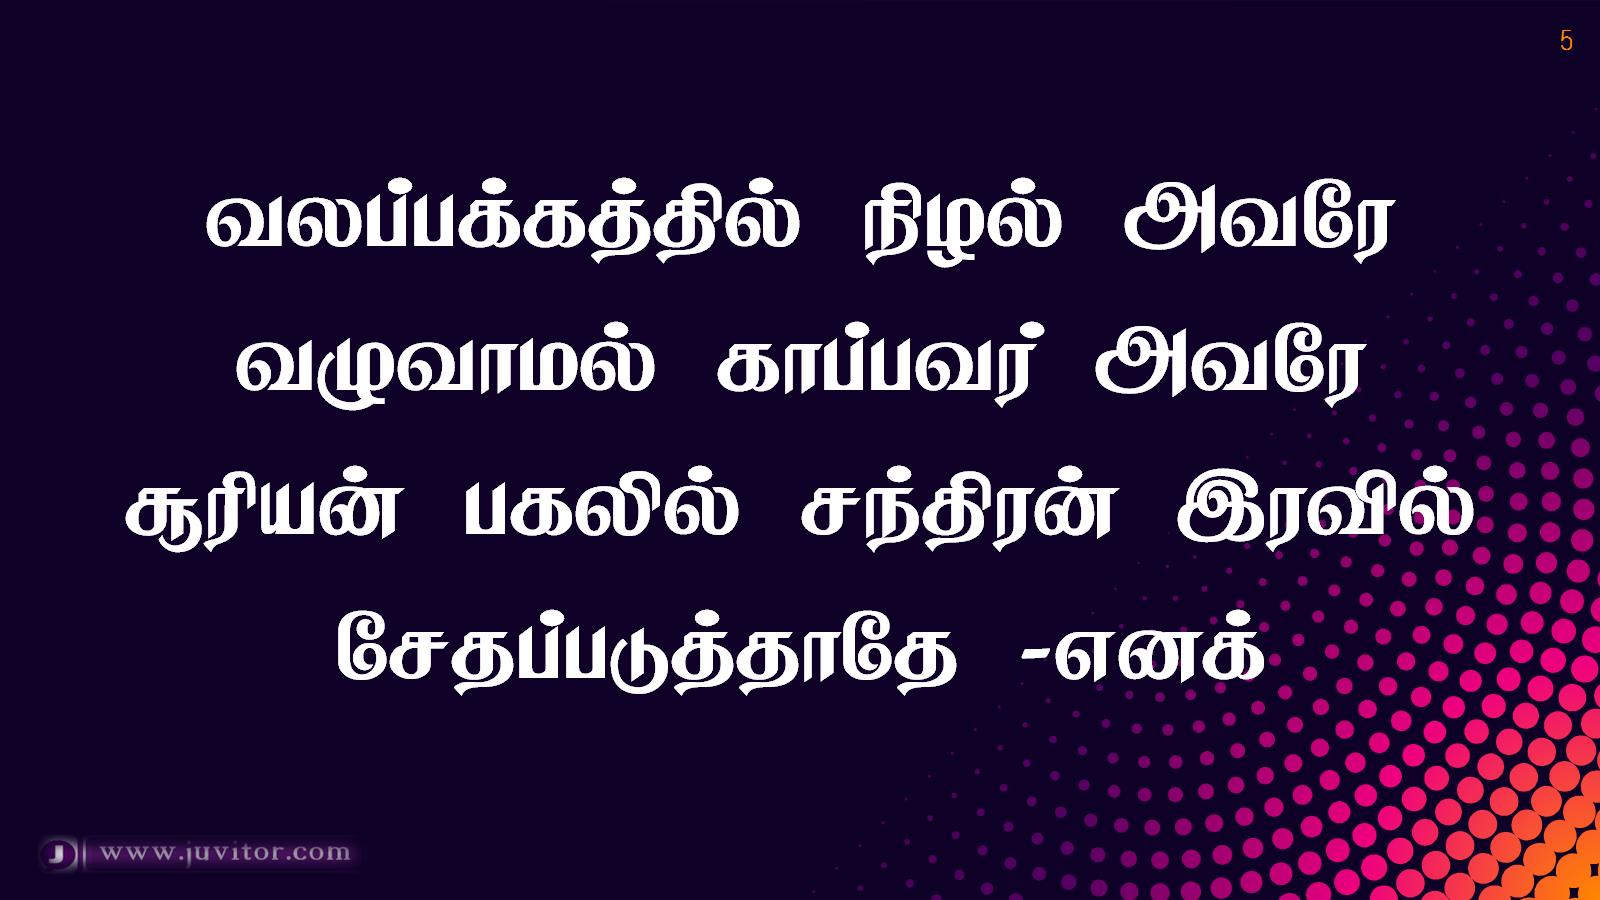 5
வலப்பக்கத்தில் நிழல் அவரே
வழுவாமல் காப்பவர் அவரே
சூரியன் பகலில் சந்திரன் இரவில்
சேதப்படுத்தாதே -எனக்
J www.juvitor.com